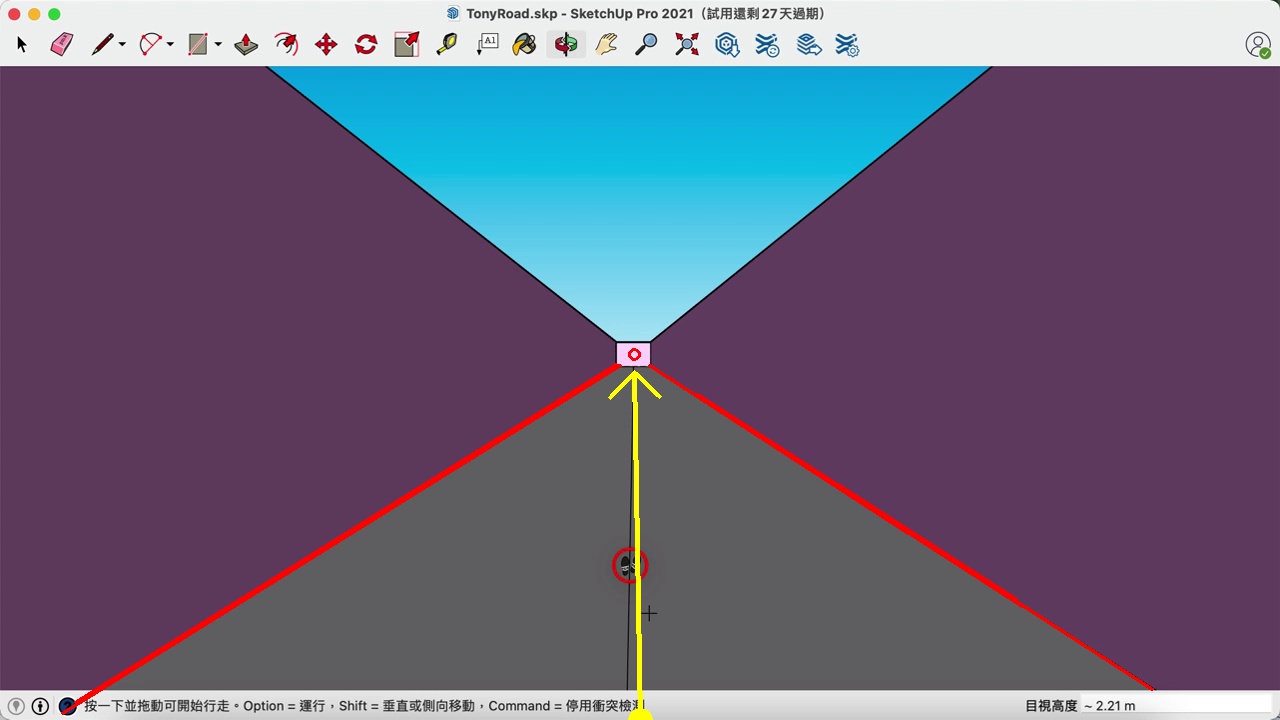 TonyRoad.skp - SketchUp Pro 2021（試用還剩 27 天過期）
A1
按一下並拖動可開始行走。Option = 運行，Shift = 垂直或側向移動，Command = 停用衝突檢測
目視高度 ~ 2.21 m